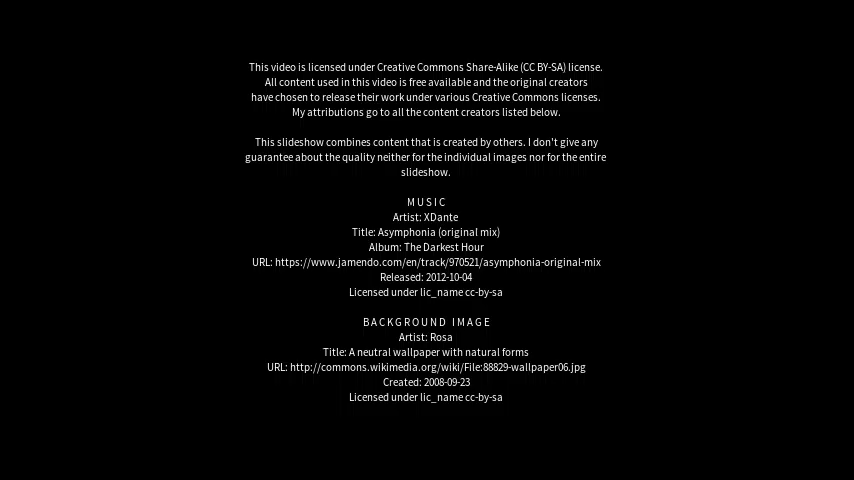 This video is licensed under Creative Commons Share-Alike (CC BY-SA) license.
All content used in this video is free available and the original creators
have chosen to release their work under various Creative Commons licenses.
My attributions go to all the content creators listed below.
This slideshow combines content that is created by others. I don't give any
guarantee about the quality neither for the individual images nor for the entire
slideshow.
MUSIC
Artist: XDante
Title: Asymphonia (original mix)
Album: The Darkest Hour
URL: https://www.jamendo.com/en/track/970521/asymphonia-original-mix
Released: 2012-10-04
Licensed under lic_name cc-by-sa
BACKGROUND IMAGE
Artist: Rosa
Title: A neutral wallpaper with natural forms
URL: http://commons.wikimedia.org/wiki/File:88829-wallpaper06.jpg
Created: 2008-09-23
Licensed under lic_name cc-by-sa